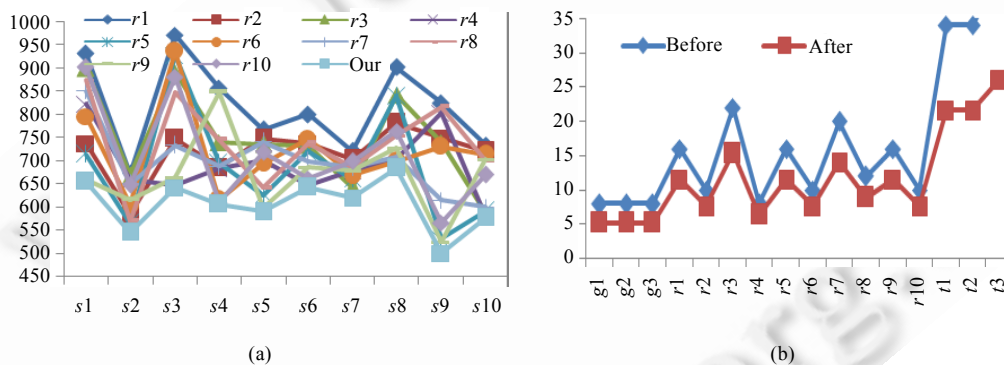 1000
950
900
850
800
750
700
650
600
550
500
450
r1 r2 r3 r4
r5 r6 r7 r8
r9 r10 Our
s1 s2 s3 s4 s5 s6 s7 s8 s9 s10
(a)
35
30
25
20
15
10
5
0
Before After
g1 g2 g3 r1 r2 r3 r4 r5 r6 r7 r8 r9 r10 t1 t2 t3
(b)